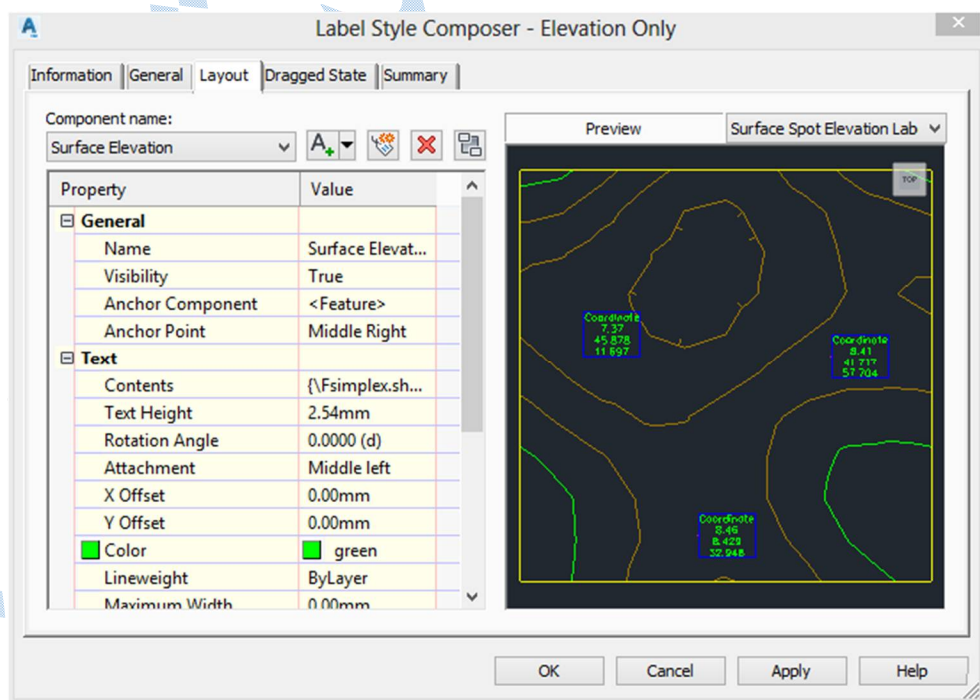 Label Style Composer - Elevation Only
Information General Layout Dragged State Summary
Component name:
Surface Elevation
Preview Surface Spot Elevation Lab
Property Value
General
Name Surface Elevat...
Visibility True
Anchor Component <Feature>
Anchor Point Middle Right
Text
Contents {\Fsimplex.sh...
Text Height 2.54mm
Rotation Angle 0.0000 (d)
Attachment Middle left
X Offset 0.00mm
Y Offset 0.00mm
Color green
Lineweight ByLayer
Maximum Width 0.00mm
TOP
Coordinate
7.37
45.878
11.697
Coordinate
41.717
57.704
Coordinate
8.429
32.948
OK Cancel Apply Help